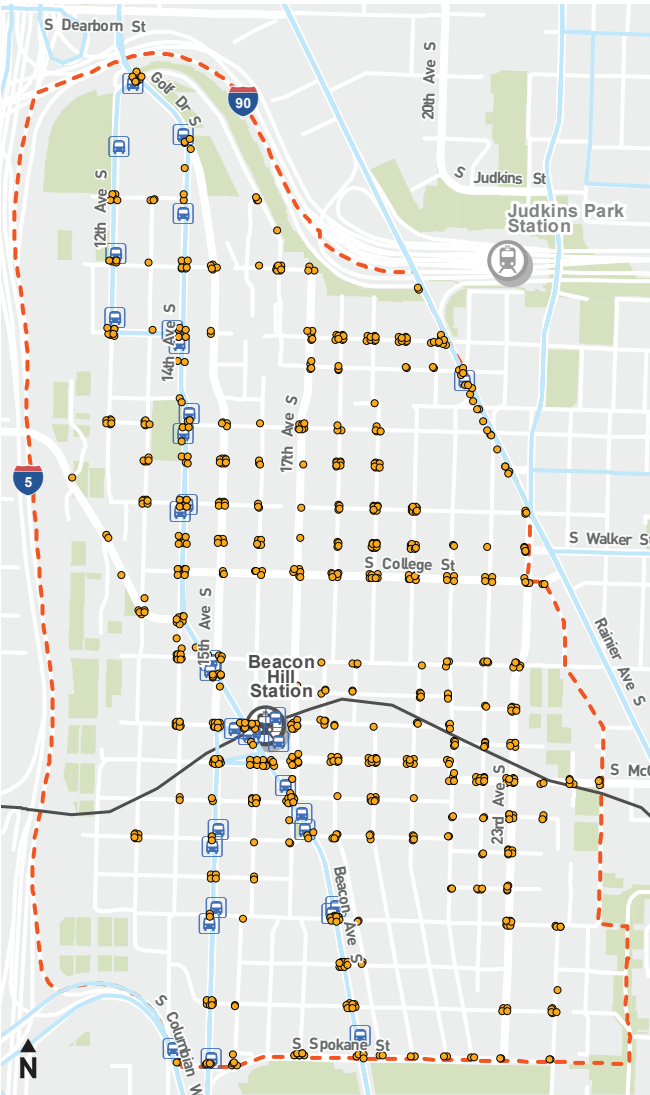 S Dearborn St
Golf Dr S
90
20th Ave S
S Judkins St
12th Ave S
Judkins Park
Station
14th Ave S
17th Ave S
5
S Walker St
S College St
15th Ave S
Rainier Ave S
Beacon
Hill
Station
S McC
23rd Ave S
Beacon Ave S
S Columbian W
S Spokane St
N